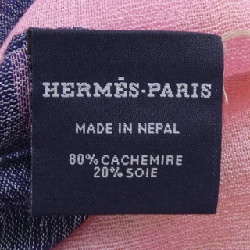 HERMÈS-PARIS
MADE IN NEPAL
80% CACHEMIRE
20% SOIE